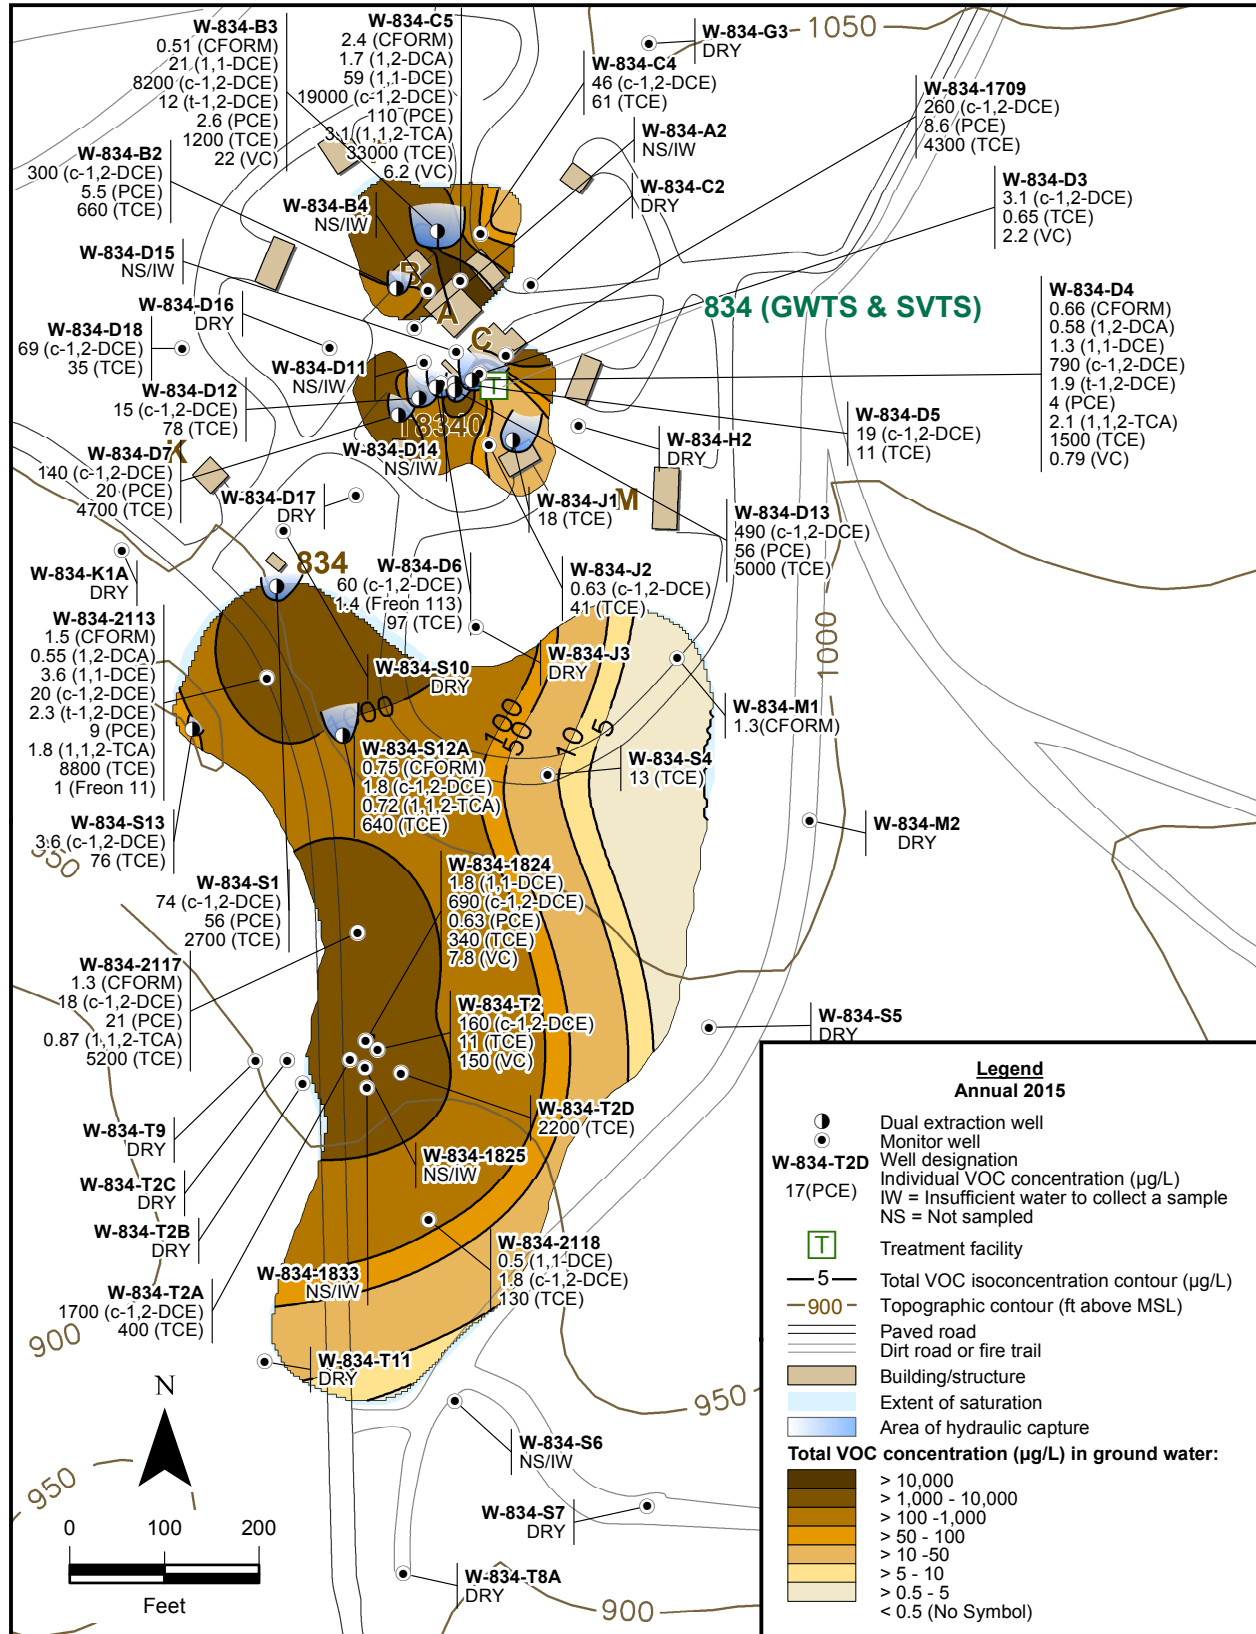 W-834-B3
0.51 (CFORM)
21 (1,1-DCE)
8200 (c-1,2-DCE)
12 (t-1,2-DCE)
2.6 (PCE)
1200 (TCE)
22 (VC)
W-834-C5
2.4 (CFORM)
1.7 (1,2-DCA)
59 (1,1-DCE)
19000 (c-1,2-DCE)
110 (PCE)
3.1 (1,1,2-TCA)
33000 (TCE)
6.2 (VC)
W-834-G3
DRY
1050
W-834-C4
46 (c-1,2-DCE)
61 (TCE)
W-834-1709
260 (c-1,2-DCE)
8.6 (PCE)
4300 (TCE)
W-834-A2
NS/IW
W-834-B2
300 (c-1,2-DCE)
5.5 (PCE)
660 (TCE)
W-834-C2
DRY
W-834-D3
3.1 (c-1,2-DCE)
0.65 (TCE)
2.2 (VC)
W-834-B4
NS/IW
W-834-D15
NS/IW
B
A
C
834 (GWTS & SVTS)
W-834-D4
0.66 (CFORM)
0.58 (1,2-DCA)
1.3 (1,1-DCE)
790 (c-1,2-DCE)
1.9 (t-1,2-DCE)
4 (PCE)
2.1 (1,1,2-TCA)
1500 (TCE)
0.79 (VC)
W-834-D16
DRY
W-834-D18
69 (c-1,2-DCE)
35 (TCE)
W-834-D11
NS/IW
T
W-834-D12
15 (c-1,2-DCE)
78 (TCE)
18340
W-834-D5
19 (c-1,2-DCE)
11 (TCE)
W-834-H2
DRY
W-834-D14
NS/IW
K
W-834-D7
140 (c-1,2-DCE)
20 (PCE)
4700 (TCE)
W-834-D17
DRY
W-834-J1
18 (TCE)
M
W-834-D13
490 (c-1,2-DCE)
56 (PCE)
5000 (TCE)
834
W-834-K1A
DRY
W-834-D6
60 (c-1,2-DCE)
1.4 (Freon 113)
97 (TCE)
W-834-J2
0.63 (c-1,2-DCE)
41 (TCE)
W-834-2113
1.5 (CFORM)
0.55 (1,2-DCA)
3.6 (1,1-DCE)
20 (c-1,2-DCE)
2.3 (t-1,2-DCE)
9 (PCE)
1.8 (1,1,2-TCA)
8800 (TCE)
1 (Freon 11)
W-834-J3
DRY
1000
W-834-S10
DRY
W-834-M1
1.3(CFORM)
1000
100
50
10
5
W-834-S12A
0.75 (CFORM)
1.8 (c-1,2-DCE)
0.72 (1,1,2-TCA)
640 (TCE)
W-834-S4
13 (TCE)
W-834-S13
3.6 (c-1,2-DCE)
76 (TCE)
W-834-M2
DRY
950
W-834-S1
74 (c-1,2-DCE)
56 (PCE)
2700 (TCE)
W-834-1824
1.8 (1,1-DCE)
690 (c-1,2-DCE)
0.63 (PCE)
340 (TCE)
7.8 (VC)
W-834-2117
1.3 (CFORM)
18 (c-1,2-DCE)
21 (PCE)
0.87 (1,1,2-TCA)
5200 (TCE)
W-834-T2
160 (c-1,2-DCE)
11 (TCE)
150 (VC)
W-834-S5
DRY
W-834-T2D
2200 (TCE)
W-834-T9
DRY
W-834-1825
NS/IW
W-834-T2C
DRY
W-834-T2B
DRY
W-834-2118
0.5 (1,1-DCE)
1.8 (c-1,2-DCE)
130 (TCE)
W-834-1833
NS/IW
W-834-T2A
1700 (c-1,2-DCE)
400 (TCE)
900
W-834-T11
DRY
950
N
W-834-S6
NS/IW
950
W-834-S7
DRY
0 100 200
Feet
W-834-T8A
DRY
900
Legend
Annual 2015
Dual extraction well
Monitor well
W-834-T2D Well designation
17(PCE) Individual VOC concentration (µg/L)
IW = Insufficient water to collect a sample
NS = Not sampled
T Treatment facility
5 Total VOC isoconcentration contour (µg/L)
900 Topographic contour (ft above MSL)
Paved road
Dirt road or fire trail
Building/structure
Extent of saturation
Area of hydraulic capture
Total VOC concentration (µg/L) in ground water:
> 10,000
> 1,000 - 10,000
> 100 -1,000
> 50 - 100
> 10 -50
> 5 - 10
> 0.5 - 5
< 0.5 (No Symbol)